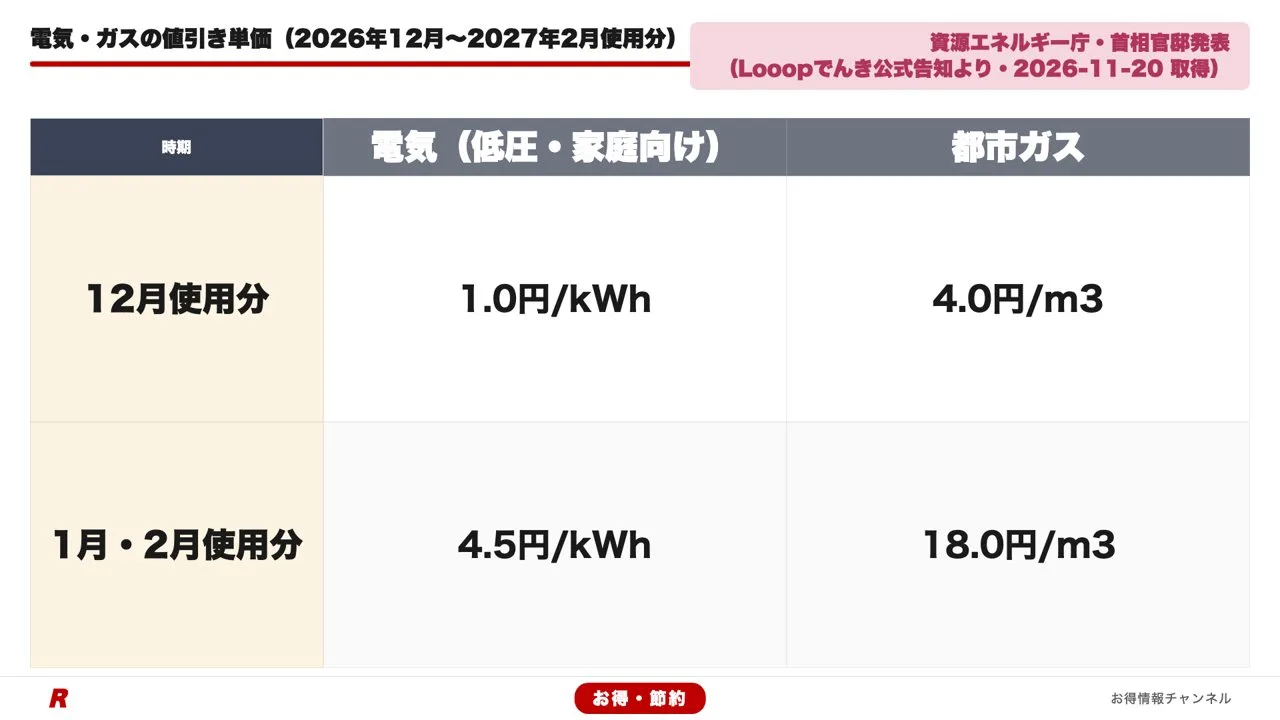 電気・ガスの値引き単価（2026年12月〜2027年2月使用分）
資源エネルギー庁・首相官邸発表
（Looopでんき公式告知より・2026-11-20 取得）
時期
電気（低圧・家庭向け）
都市ガス
12月使用分
1.0円/kWh
4.0円/m3
1月・2月使用分
4.5円/kWh
18.0円/m3
R
お得・節約
お得情報チャンネル